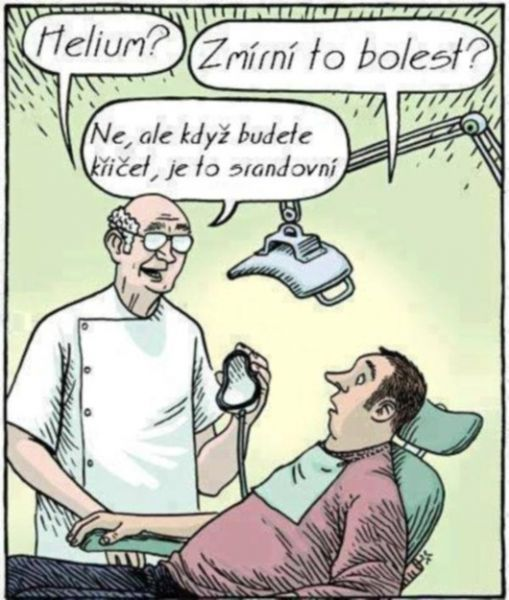 Helium?
Zmírní to bolest?
Ne, ale když budete
křičet, je to srandovní